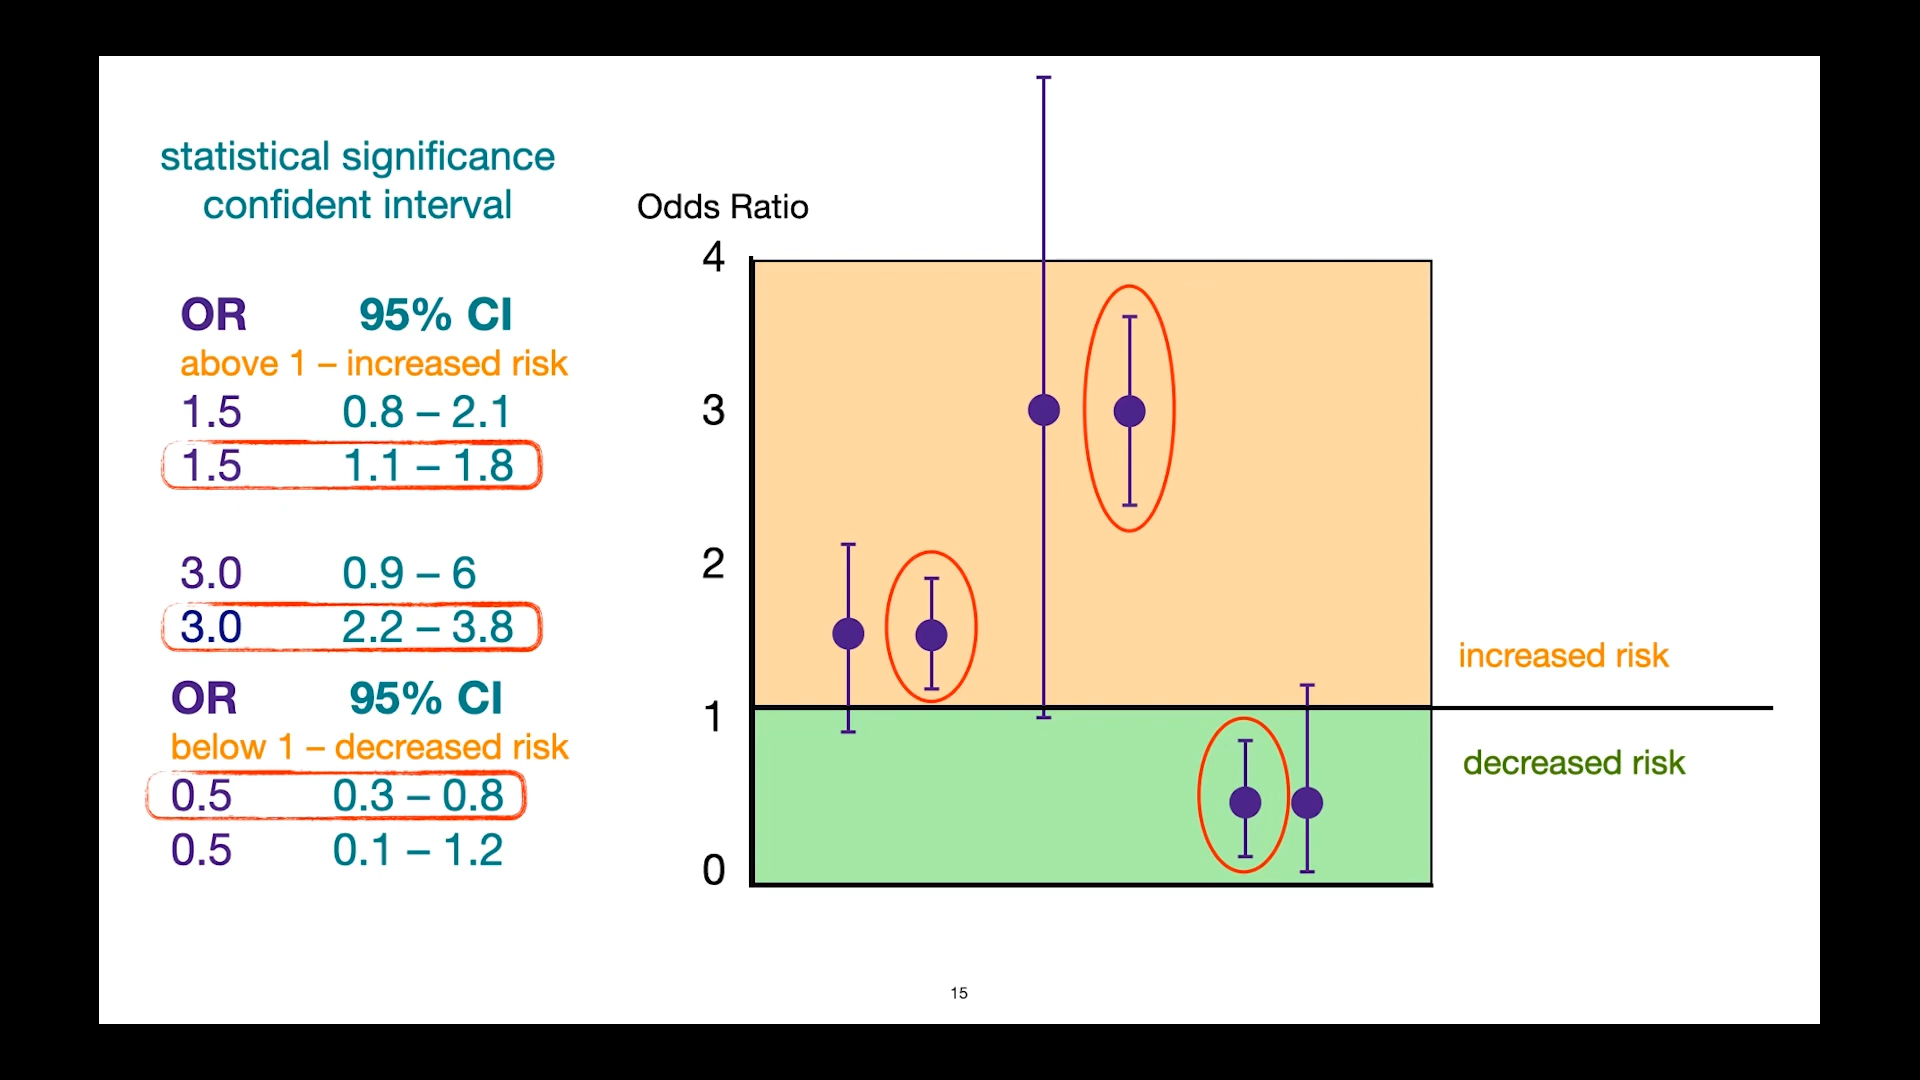 statistical significance
confident interval
OR 95% CI
above 1 – increased risk
1.5 0.8 – 2.1
1.5 1.1 – 1.8
3.0 0.9 – 6
3.0 2.2 – 3.8
OR 95% CI
below 1 – decreased risk
0.5 0.3 – 0.8
0.5 0.1 – 1.2
Odds Ratio
4
3
2
1
0
increased risk
decreased risk
15